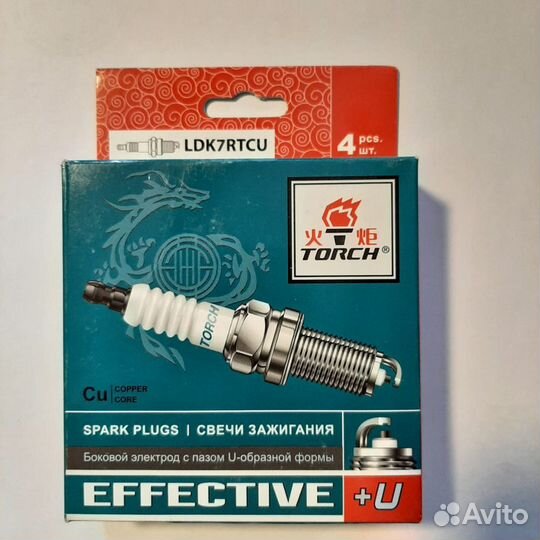 LDK7RTCU
4 pcs.
шт.
火 炬
TORCH®
TORCH
Cu COPPER
CORE
SPARK PLUGS | СВЕЧИ ЗАЖИГАНИЯ
Боковой электрод с пазом U-образной формы
EFFECTIVE +U
Avito